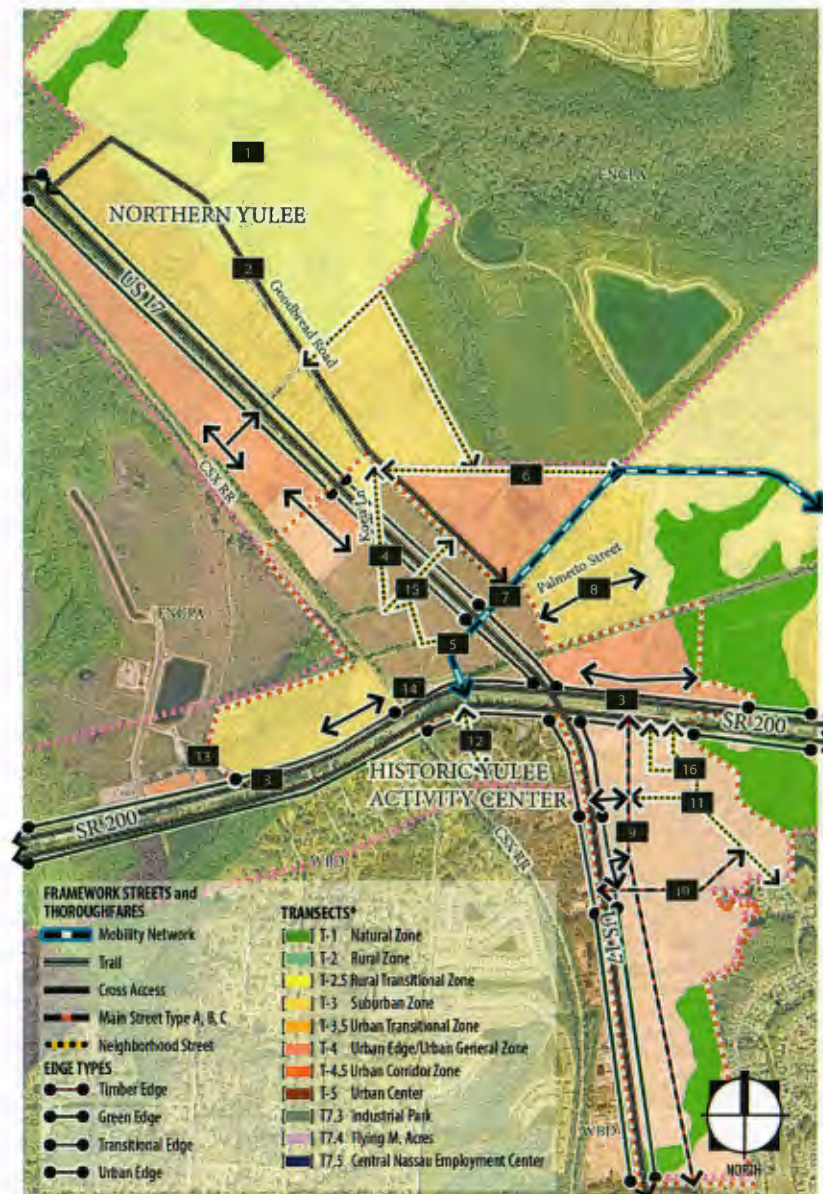 1
ENCPA
NORTHERN YULEE
2
Goodbread Road
US 17
CSX RR
6
Kutana Ln
4
15
7
Palmetto Street
8
ENCPA
5
14
3
SR 200
13
12
16
3
HISTORIC YULEE
ACTIVITY CENTER
11
9
SR 200
WBD
CSX RR
10
US 17
WBD
FRAMEWORK STREETS and
THOROUGHFARES
Mobility Network
Trail
Cross Access
Main Street Type A, B, C
Neighborhood Street
EDGE TYPES
Timber Edge
Green Edge
Transitional Edge
Urban Edge
TRANSECTS*
T-1 Natural Zone
T-2 Rural Zone
T-2.5 Rural Transitional Zone
T-3 Suburban Zone
T-3.5 Urban Transitional Zone
T-4 Urban Edge/Urban General Zone
T-4.5 Urban Corridor Zone
T-5 Urban Center
T7.3 Industrial Park
T7.4 Flying M. Acres
T7.5 Central Nassau Employment Center
NORTH